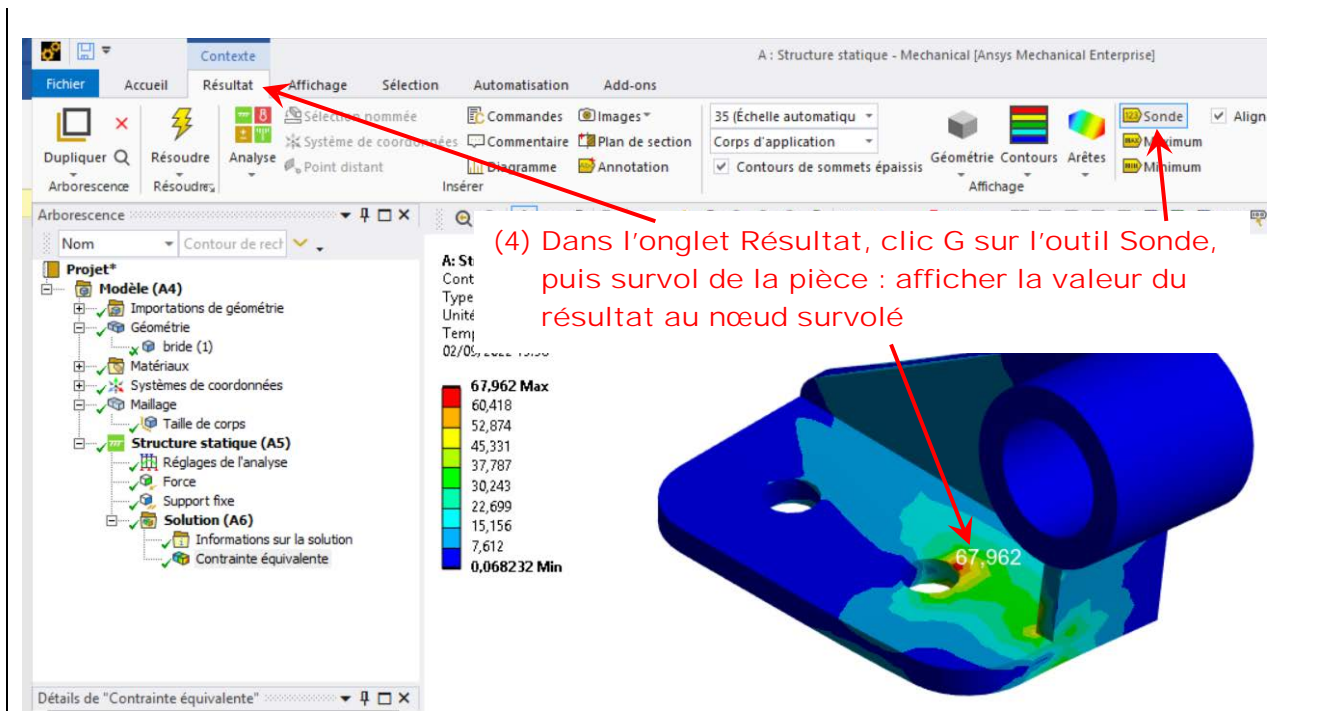 Contexte
A : Structure statique - Mechanical [Ansys Mechanical Enterprise]
Fichier Accueil Résultat Affichage Sélection Automatisation Add-ons
Dupliquer
Arborescence
Résoudre
Résoudre
Analyse
Sélection nommée
Système de coordonnées
Point distant
Commandes
Commentaire
Diagramme
Images
Plan de section
Annotation
Insérer
35 (Échelle automatiqu
Corps d'application
Contours de sommets épaissis
Géométrie Contours Arêtes
Affichage
Sonde
Maximum
Minimum
Align
Arborescence
Nom
Contour de rech
Projet*
Modèle (A4)
Importations de géométrie
Géométrie
bride (1)
Matériaux
Systèmes de coordonnées
Maillage
Taille de corps
Structure statique (A5)
Réglages de l'analyse
Force
Support fixe
Solution (A6)
Informations sur la solution
Contrainte équivalente
Détails de "Contrainte équivalente"
(4) Dans l'onglet Résultat, clic G sur l'outil Sonde,
puis survol de la pièce : afficher la valeur du
résultat au nœud survolé
A: St
Cont
Type
Unité
67,962 Max
60,418
52,874
45,331
37,787
30,243
22,699
15,156
7,612
0,068232 Min
67,962